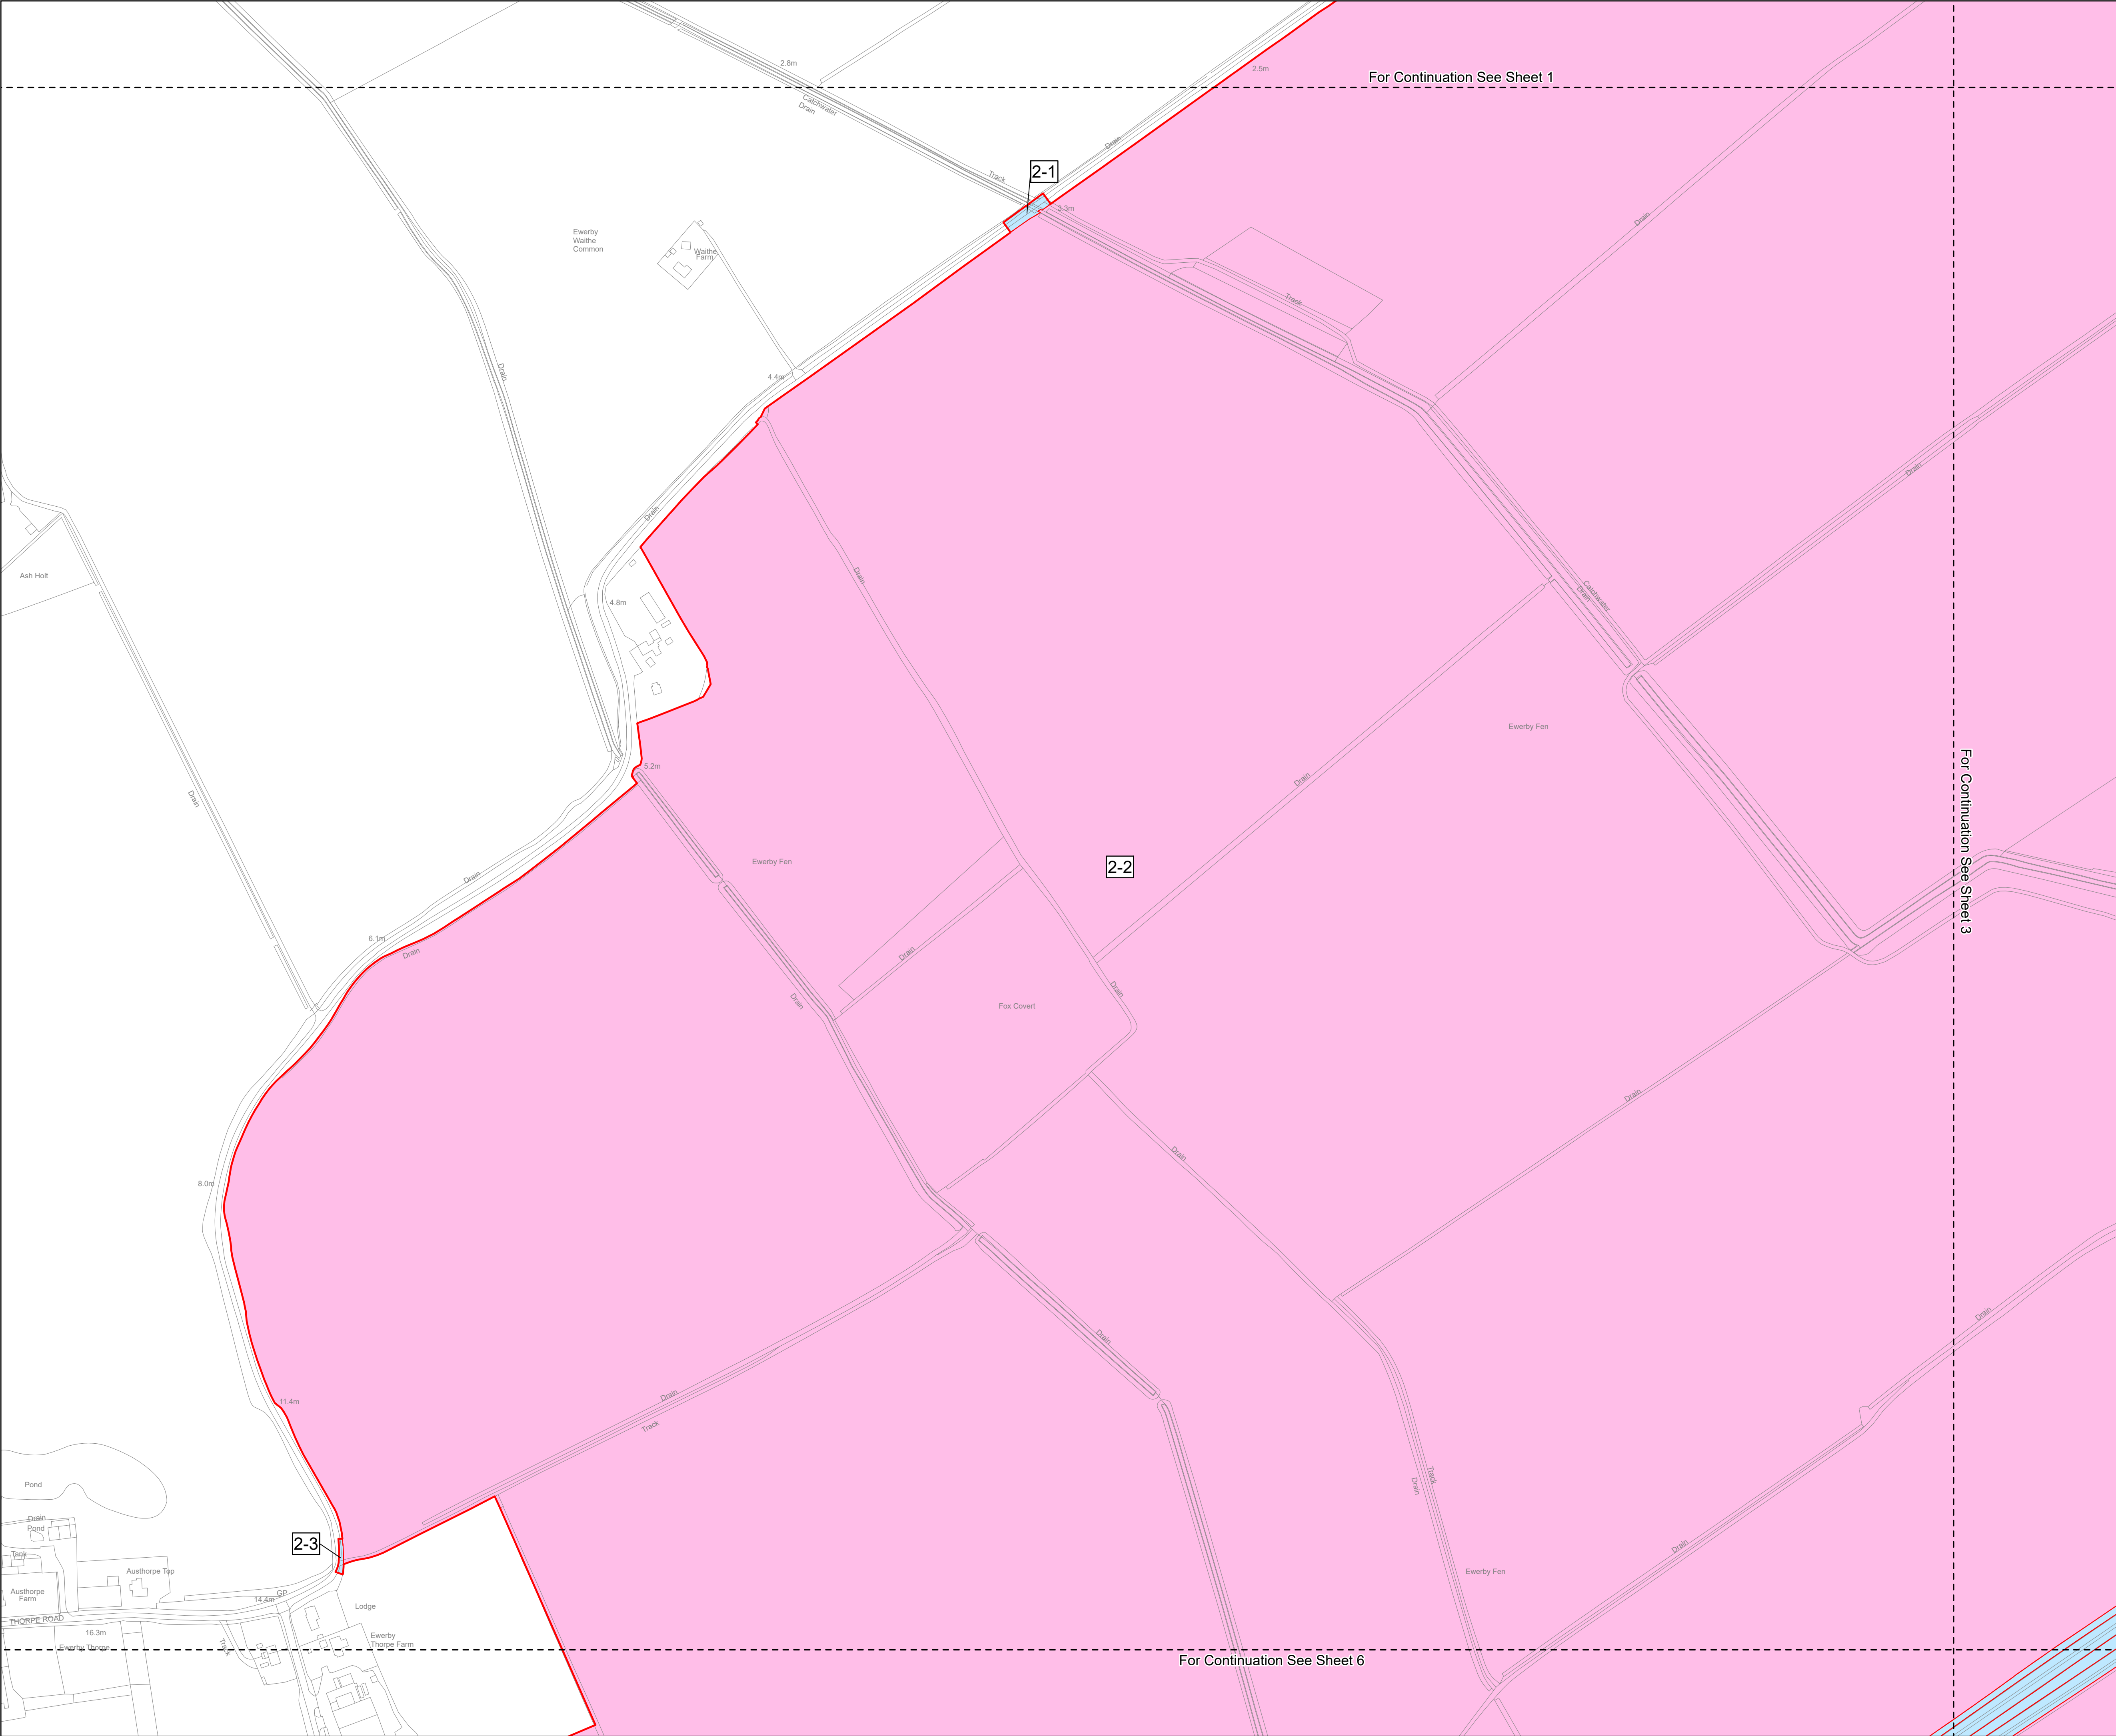 2.8m
2.5m
For Continuation See Sheet 1
Catchwater
Drain
Drain
Track
2-1
3.3m
Drain
Ewerby
Waithe
Common
Waithe
Farm
Track
4.4m
Drain
Drain
Drain
Ash Holt
Drain
4.8m
Catchwater
Drain
Ewerby Fen
5.2m
Drain
Drain
For Continuation See Sheet 3
Ewerby Fen
2-2
Drain
6.1m
Drain
Drain
Drain
Drain
Fox Covert
Drain
Drain
8.0m
Drain
Drain
Drain
11.4m
Track
Track
Drain
Pond
Drain
Pond
2-3
Drain
Tank
Austhorpe Top
Ewerby Fen
Austhorpe
Farm
GP
14.4m
Lodge
THORPE ROAD
16.3m
Ewerby
Thorpe Farm
Ewerby Thorpe
Track
For Continuation See Sheet 6